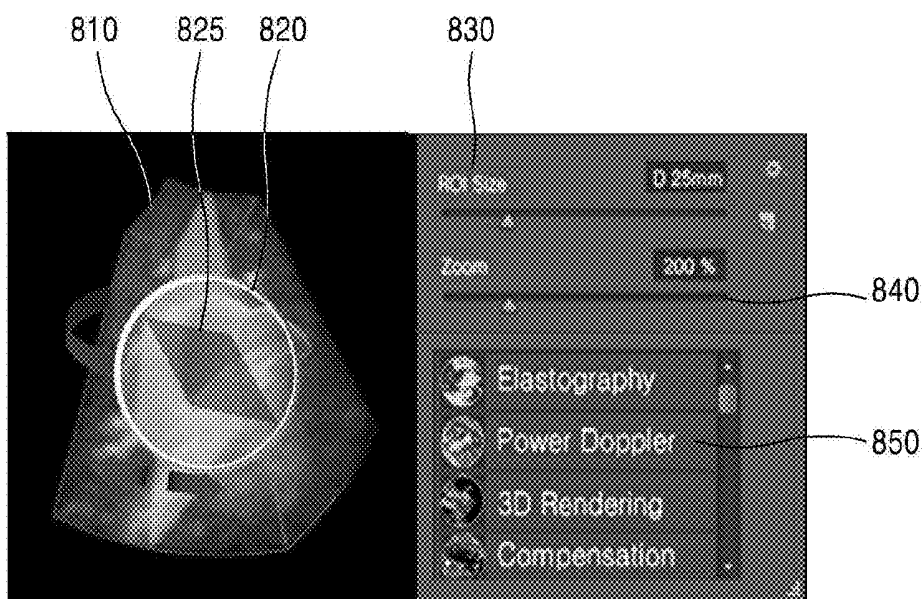 810 825 820 830
ROI Size D 25mm
Zoom 200 %
840
Elastography
Power Doppler
850
3D Rendering
Compensation